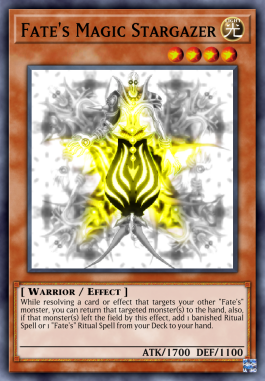 Fate's Magic Stargazer
LIGHT
光
[ Warrior / Effect ]
While resolving a card or effect that targets your other "Fate's"
monster, you can return that targeted monster(s) to the hand, also,
if that monster(s) left the field by this effect, add 1 banished Ritual
Spell or 1 "Fate's" Ritual Spell from your Deck to your hand.
ATK/1700 DEF/1100